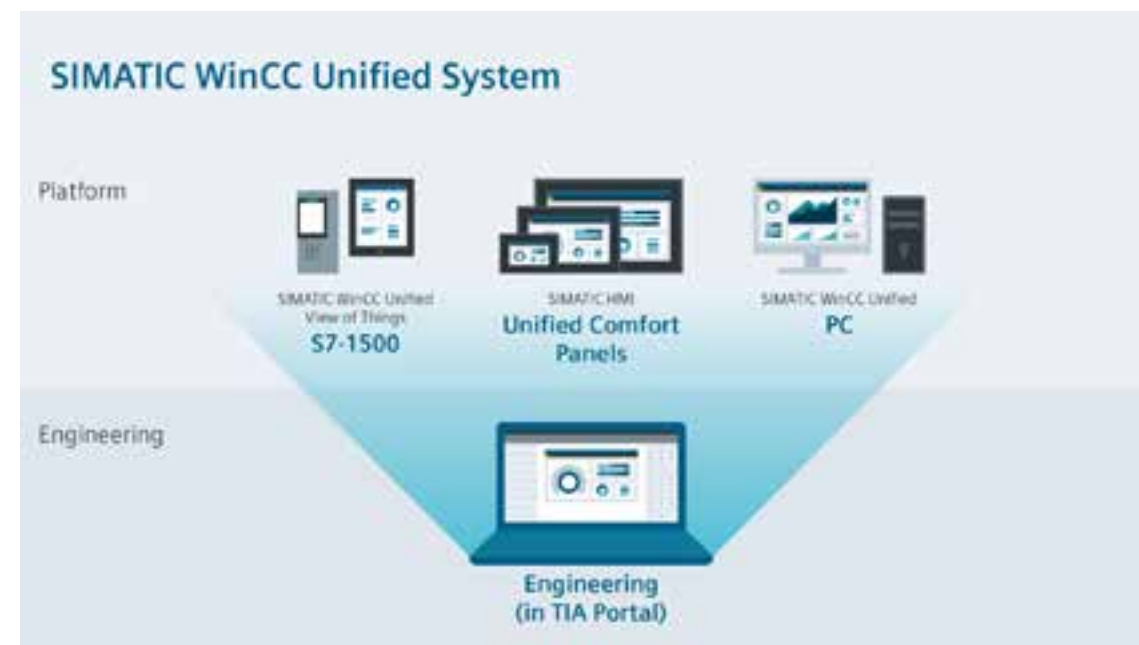 SIMATIC WinCC Unified System
Platform
SIMATIC WinCC Unified
View of Things
S7-1500
SIMATIC HMI
Unified Comfort
Panels
SIMATIC WinCC Unified
PC
Engineering
Engineering
(in TIA Portal)